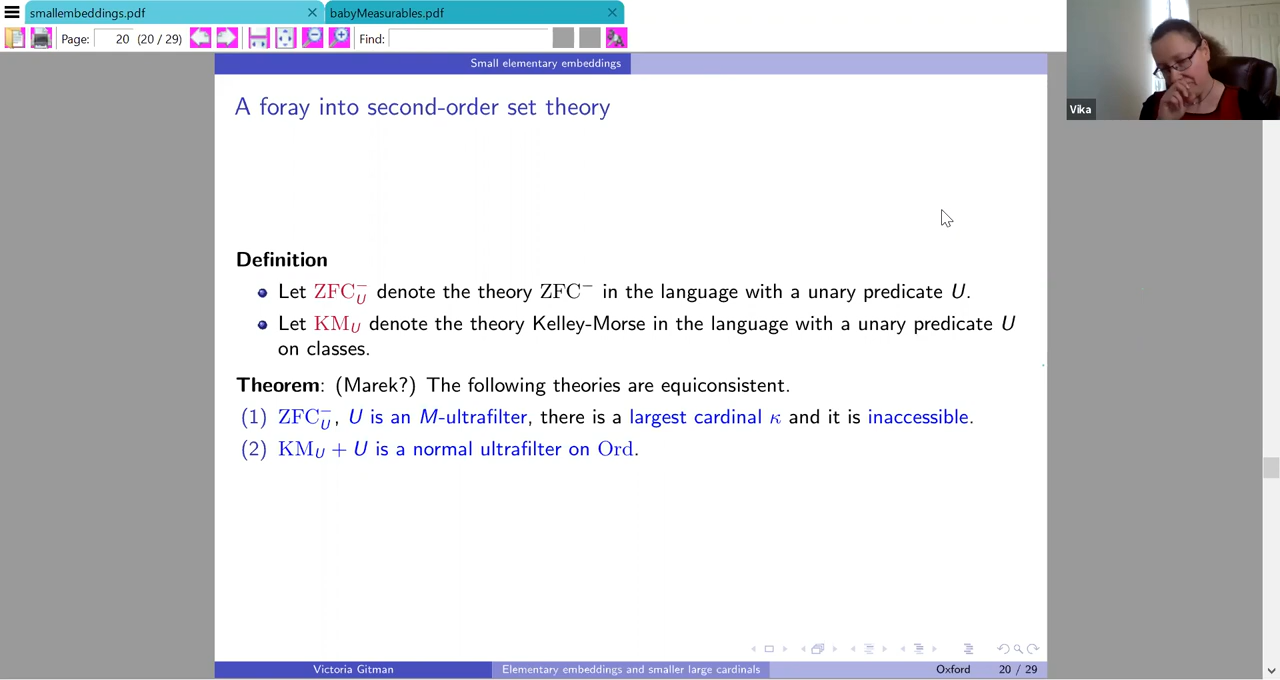 smallembeddings.pdf
babyMeasurables.pdf
Page: 20 (20 / 29) Find:
Vika
Small elementary embeddings
A foray into second-order set theory
Definition
Let ZFC⁻_U denote the theory ZFC⁻ in the language with a unary predicate U.
Let KM_U denote the theory Kelley-Morse in the language with a unary predicate U
on classes.
Theorem: (Marek?) The following theories are equiconsistent.
(1) ZFC⁻_U, U is an M-ultrafilter, there is a largest cardinal κ and it is inaccessible.
(2) KM_U + U is a normal ultrafilter on Ord.
Victoria Gitman Elementary embeddings and smaller large cardinals Oxford 20 / 29